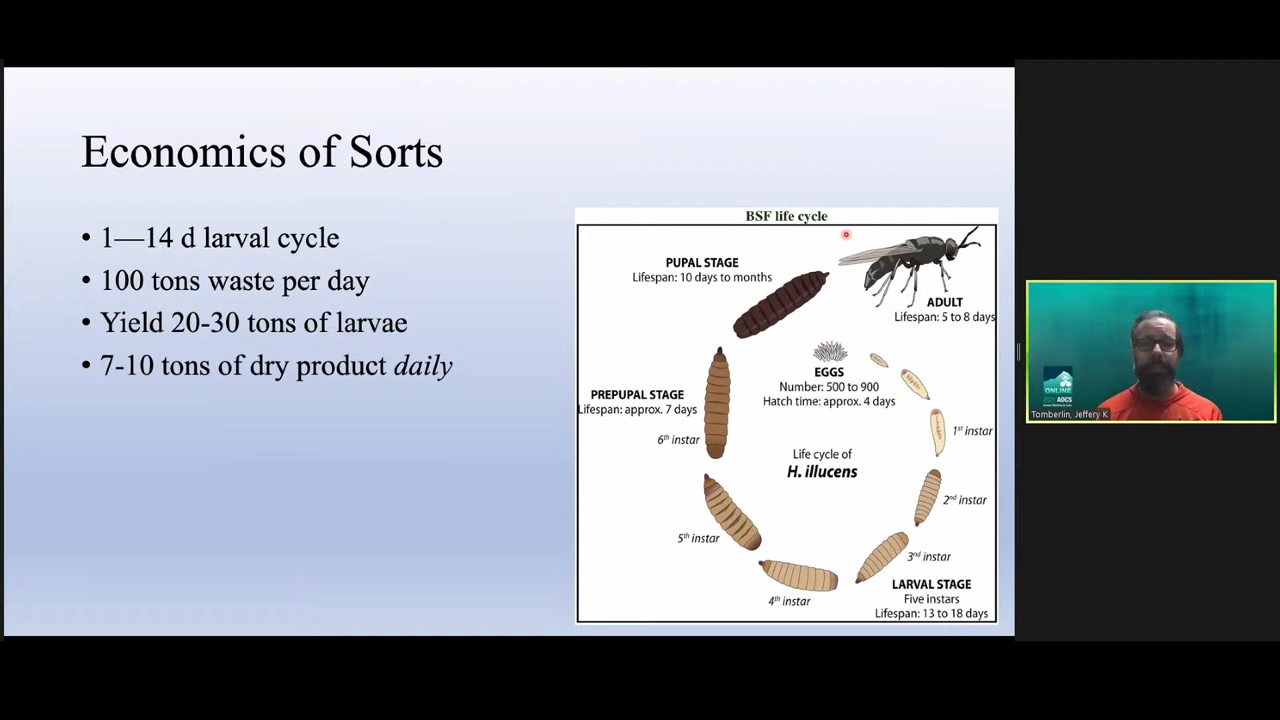 Economics of Sorts
• 1—14 d larval cycle
• 100 tons waste per day
• Yield 20-30 tons of larvae
• 7-10 tons of dry product daily
BSF life cycle
PUPAL STAGE
Lifespan: 10 days to months
ADULT
Lifespan: 5 to 8 days
EGGS
Number: 500 to 900
Hatch time: approx. 4 days
PREPUPAL STAGE
Lifespan: approx. 7 days
6th instar
1st instar
Life cycle of
H. illucens
2nd instar
5th instar
3rd instar
4th instar
LARVAL STAGE
Five instars
Lifespan: 13 to 18 days
ONLINE
AOCS
Tomberlin, Jeffery K